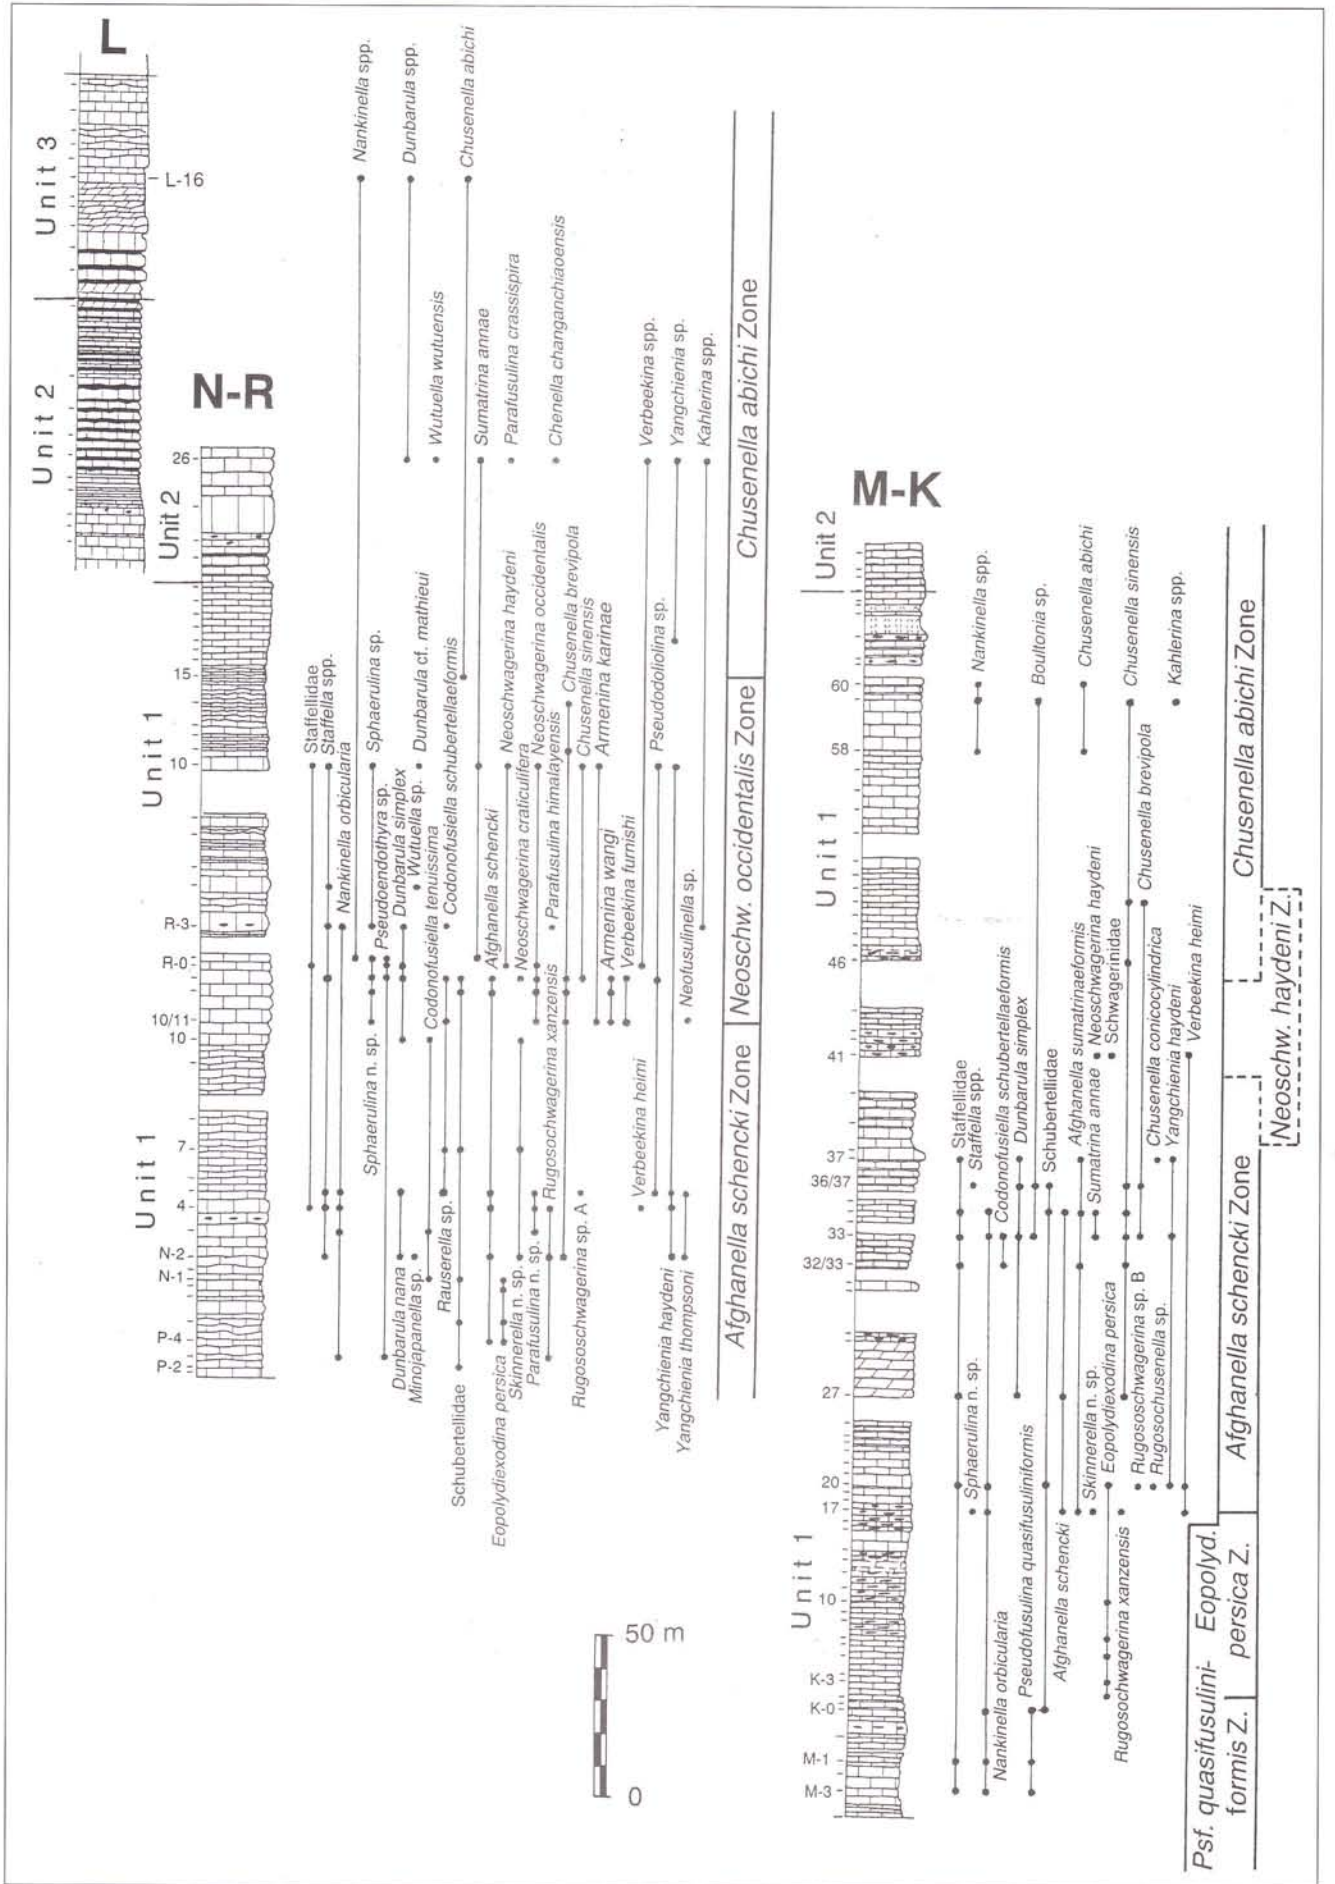 L
Unit 3
Unit 2
L-16
N-R
Unit 2
Unit 1
Unit 1
26
15
10
R-3
R-0
10/11
10
7
4
N-2
N-1
P-4
P-2
Nankinella spp.
Dunbarula spp.
Chusenella abichi
Wutuella wutuensis
Sumatrina annae
Parafusulina crassispira
Chenella changanchiaoensis
Verbeekina spp.
Yangchienia sp.
Kahlerina spp.
Staffellidae
Staffella spp.
Nankinella orbicularia
Sphaerulina sp.
Pseudoendothyra sp.
Dunbarula simplex
Wutuella sp.
Dunbarula cf. mathieui
Codonofusiella tenuissima
Codonofusiella schubertellaeformis
Afghanella schencki
Neoschwagerina haydeni
Neoschwagerina craticulifera
Neoschwagerina occidentalis
Parafusulina himalayensis
Chusenella brevipola
Chusenella sinensis
Armenina karinae
Armenina wangi
Verbeekina furnishi
Pseudodoliolina sp.
Neofusulinella sp.
Sphaerulina n. sp.
Dunbarula nana
Minojapanella sp.
Rauserella sp.
Schubertellidae
Eopolydiexodina persica
Skinnerella n. sp.
Parafusulina n. sp.
Rugosochwagerina xanzensis
Rugososchwagerina sp. A
Verbeekina heimi
Yangchienia haydeni
Yangchienia thompsoni
Afghanella schencki Zone
Neoschw. occidentalis Zone
Chusenella abichi Zone
50 m
0
M-K
Unit 2
Unit 1
Unit 1
60
58
46
41
37
36/37
33
32/33
27
20
17
10
K-3
K-0
M-1
M-3
Nankinella spp.
Boultonia sp.
Chusenella abichi
Chusenella sinensis
Kahlerina spp.
Chusenella brevipola
Staffellidae
Staffella spp.
Codonofusiella schubertellaeformis
Dunbarula simplex
Schubertellidae
Afghanella sumatrinaeformis
Sumatrina annae
Neoschwagerina haydeni
Schwagerinidae
Chusenella conicocylindrica
Yangchienia haydeni
Verbeekina heimi
Sphaerulina n. sp.
Nankinella orbicularia
Pseudofusulina quasifusuliniformis
Afghanella schencki
Skinnerella n. sp.
Eopolydiexodina persica
Rugosochwagerina xanzensis
Rugososchwagerina sp. B
Rugosochusenella sp.
Psf. quasifusulini-
formis Z.
Eopolyd.
persica Z.
Afghanella schencki Zone
Neoschw. haydeni Z.
Chusenella abichi Zone